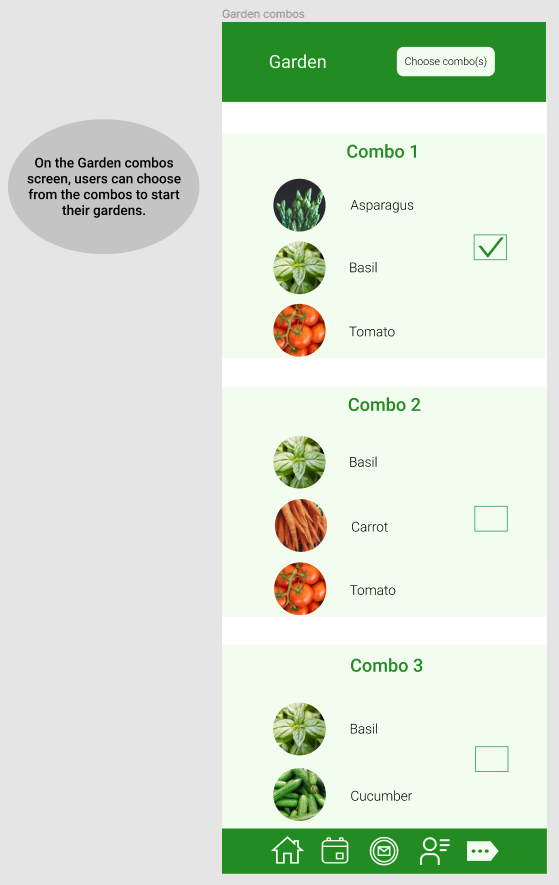 Garden combos
Garden
Choose combo(s)
On the Garden combos
screen, users can choose
from the combos to start
their gardens.
Combo 1
Asparagus
Basil
Tomato
Combo 2
Basil
Carrot
Tomato
Combo 3
Basil
Cucumber